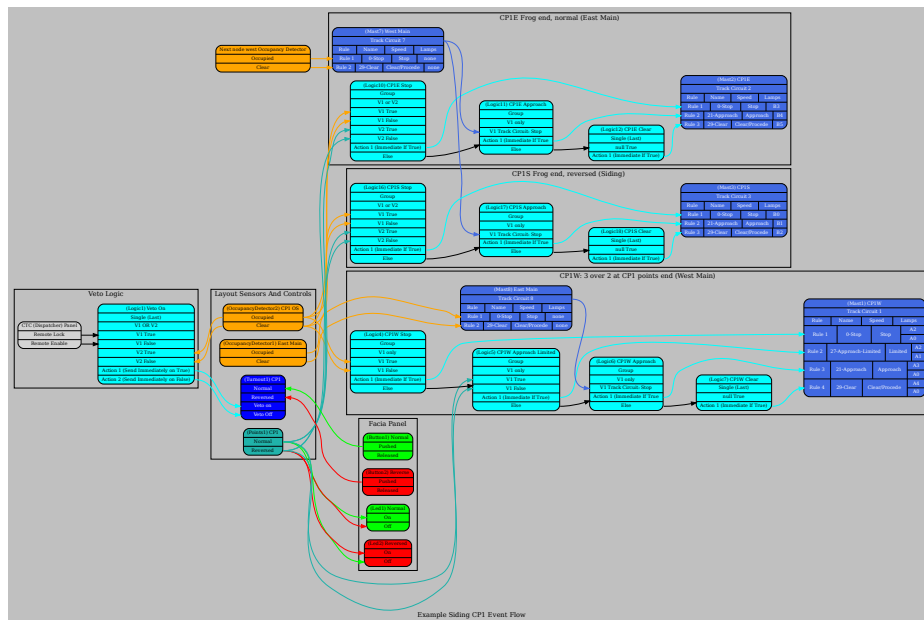 CP1E Frog end, normal (East Main)
Next node west Occupancy Detector
Occupied
Clear
(Mast7) West Main
Track Circuit 7
Rule Name Speed Lamps
Rule 1 0-Stop Stop none
Rule 2 29-Clear Clear/Procede none
(Logic10) CP1E Stop
Group
V1 or V2
V1 True
V1 False
V2 True
V2 False
Action 1 (Immediate If True)
Else
(Logic11) CP1E Approach
Group
V1 only
V1 Track Circuit: Stop
Action 1 (Immediate If True)
Else
(Logic12) CP1E Clear
Single (Last)
null True
Action 1 (Immediate If True)
(Mast2) CP1E
Track Circuit 2
Rule Name Speed Lamps
Rule 1 0-Stop Stop B3
Rule 2 21-Approach Approach B4
Rule 3 29-Clear Clear/Procede B5
CP1S Frog end, reversed (Siding)
(Logic16) CP1S Stop
Group
V1 or V2
V1 True
V1 False
V2 True
V2 False
Action 1 (Immediate If True)
Else
(Logic17) CP1S Approach
Group
V1 only
V1 Track Circuit: Stop
Action 1 (Immediate If True)
Else
(Logic18) CP1S Clear
Single (Last)
null True
Action 1 (Immediate If True)
(Mast3) CP1S
Track Circuit 3
Rule Name Speed Lamps
Rule 1 0-Stop Stop B0
Rule 2 21-Approach Approach B1
Rule 3 29-Clear Clear/Procede B2
CP1W: 3 over 2 at CP1 points end (West Main)
(Mast8) East Main
Track Circuit 8
Rule Name Speed Lamps
Rule 1 0-Stop Stop none
Rule 2 29-Clear Clear/Procede none
(Logic4) CP1W Stop
Group
V1 only
V1 True
V1 False
Action 1 (Immediate If True)
Else
(Logic5) CP1W Approach Limited
Group
V1 only
V1 True
V1 False
Action 1 (Immediate If True)
Else
(Logic6) CP1W Approach
Group
V1 only
V1 Track Circuit: Stop
Action 1 (Immediate If True)
Else
(Logic7) CP1W Clear
Single (Last)
null True
Action 1 (Immediate If True)
(Mast1) CP1W
Track Circuit 1
Rule Name Speed Lamps
Rule 1 0-Stop Stop
Rule 2 27-Approach-Limited Limited
Rule 3 21-Approach Approach
Rule 4 29-Clear Clear/Procede
Veto Logic
CTC (Dispatcher) Panel
Remote Lock
Remote Enable
(Logic1) Veto On
Single (Last)
V1 OR V2
V1 True
V1 False
V2 True
V2 False
Action 1 (Send Immediately on True)
Action 2 (Send Immediately on False)
Layout Sensors And Controls
(OccupancyDetector2) CP1 OS
Occupied
Clear
(OccupancyDetector1) East Main
Occupied
Clear
(Turnout1) CP1
Normal
Reversed
Veto on
Veto Off
(Points1) CP1
Normal
Reversed
Facia Panel
(Button1) Normal
Pushed
Released
Pushed
Released
(Led1) Normal
On
Off
(Led2) Reversed
On
Off
Example Siding CP1 Event Flow